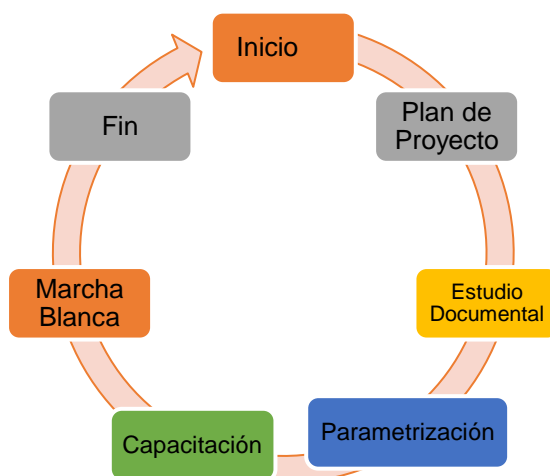 Inicio
Plan de
Proyecto
Estudio
Documental
Parametrización
Capacitación
Marcha
Blanca
Fin